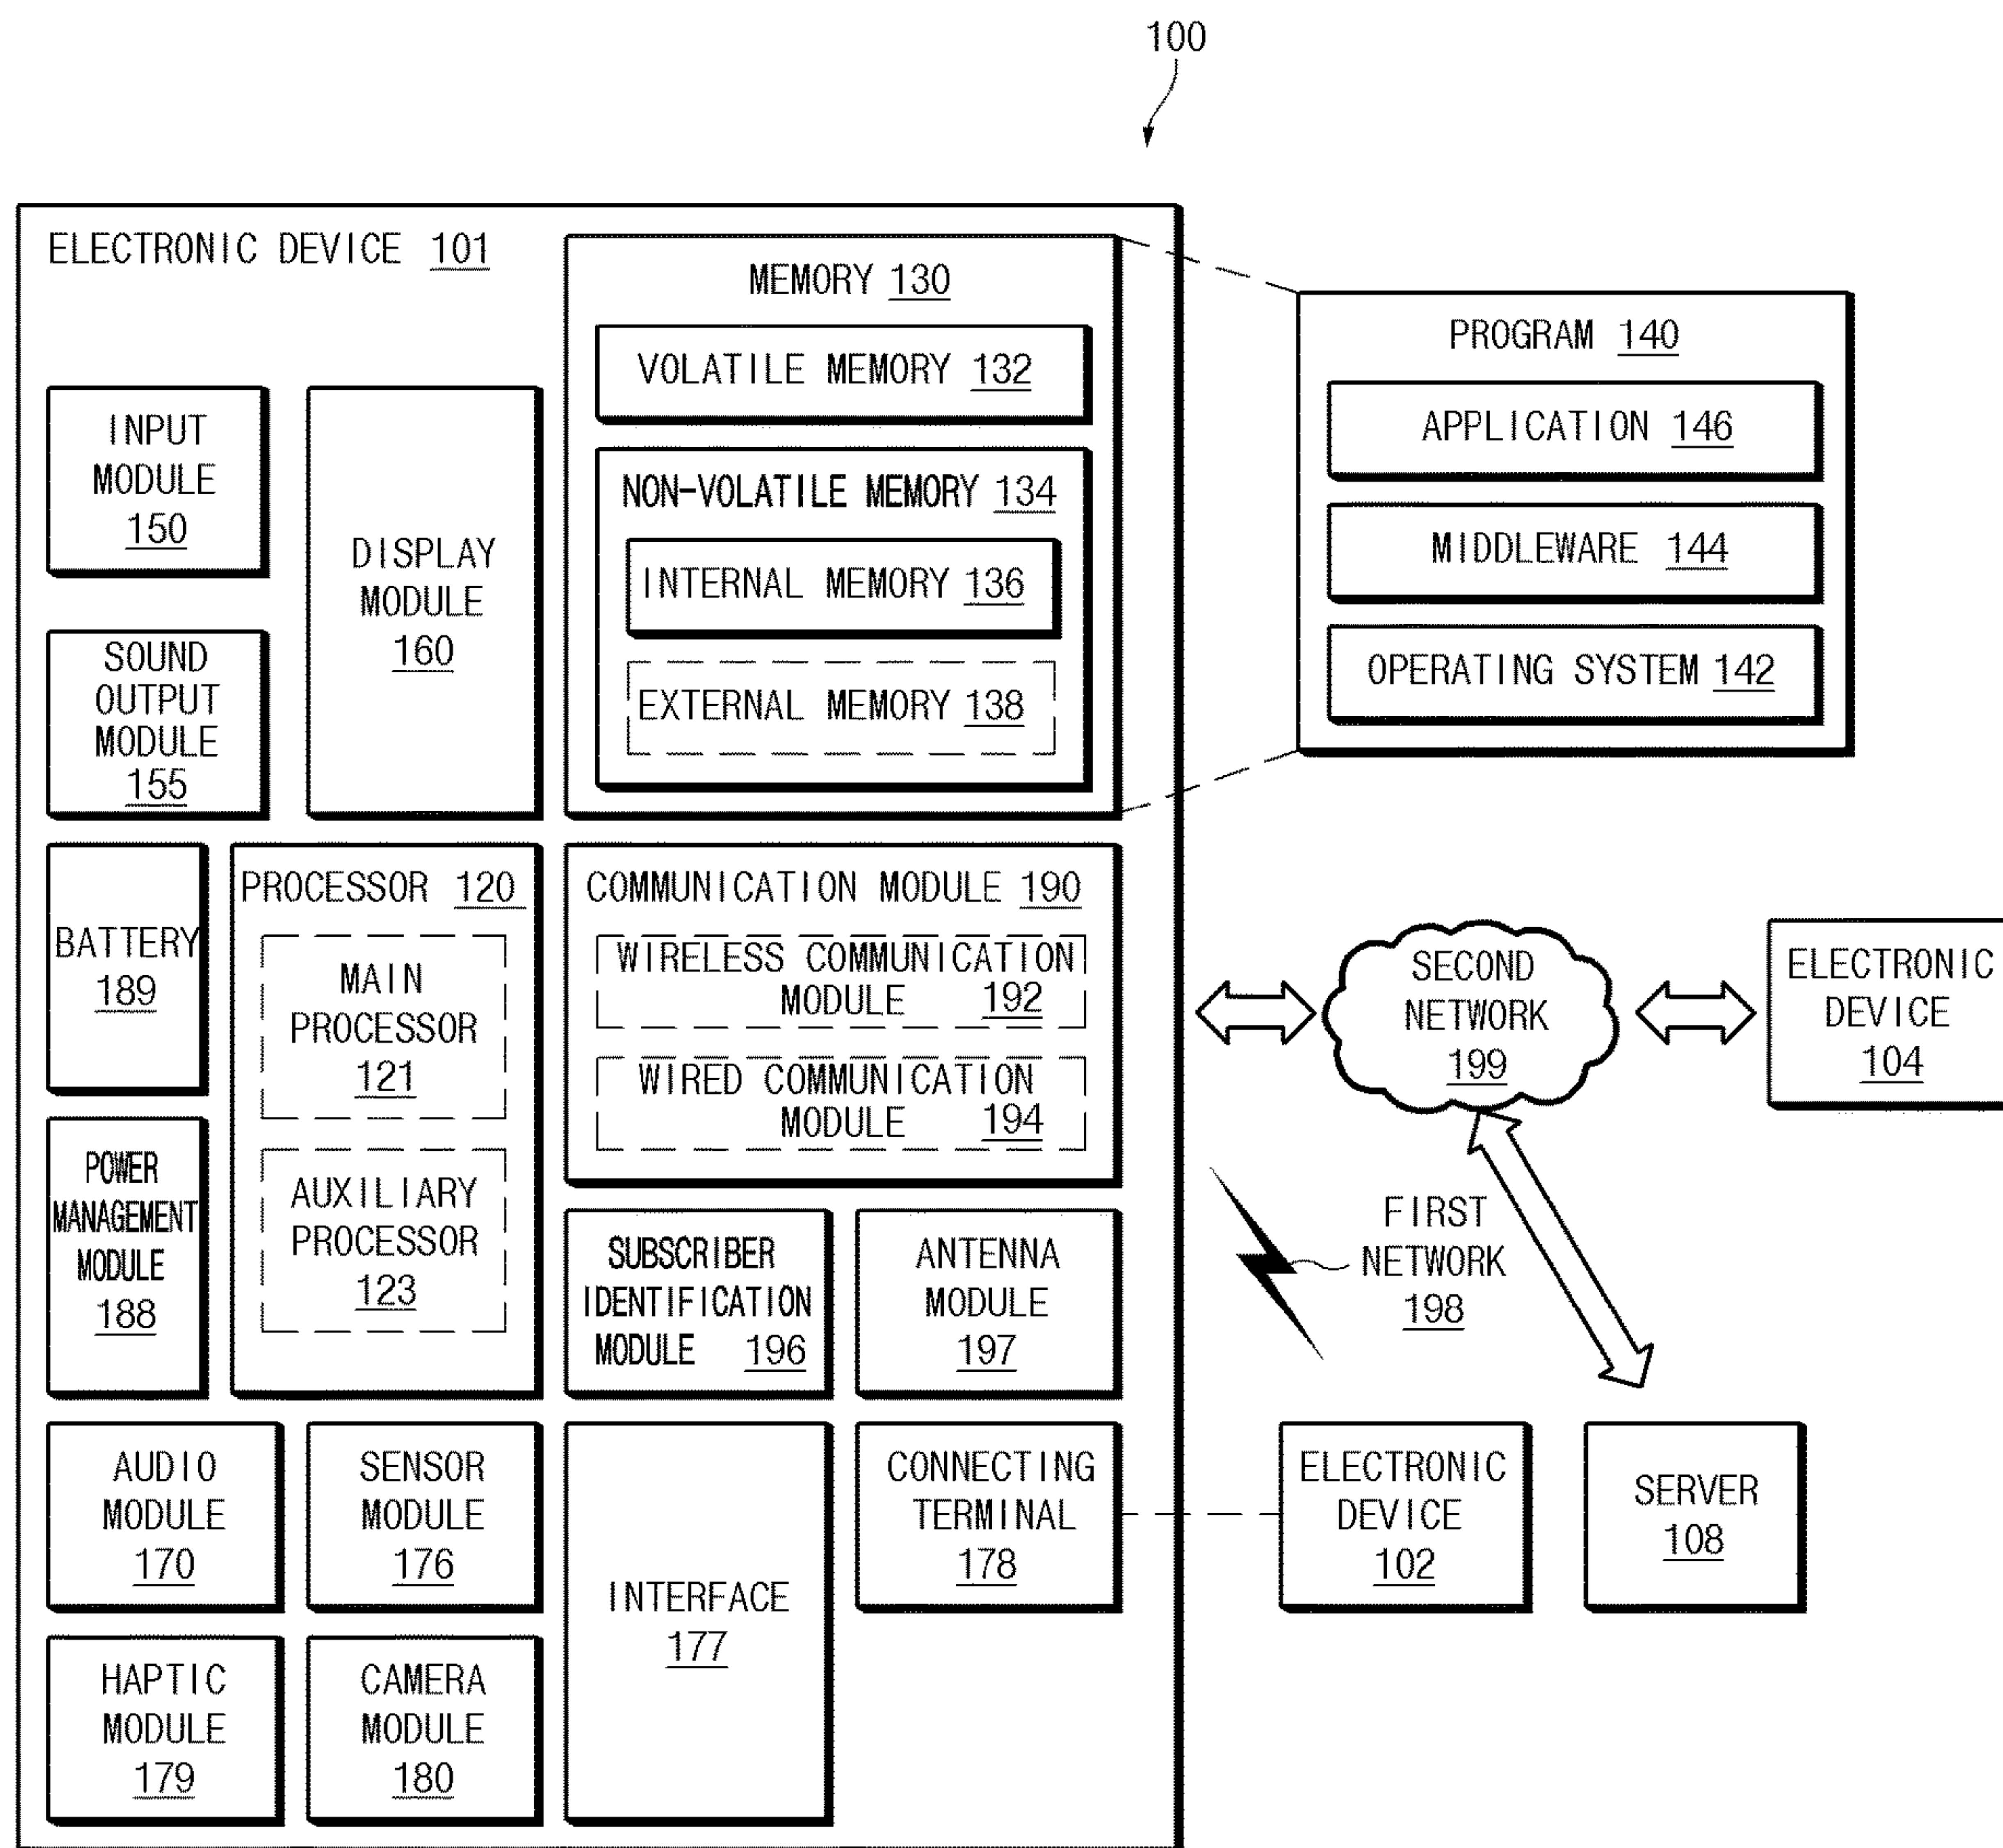 100
ELECTRONIC DEVICE 101
MEMORY 130
VOLATILE MEMORY 132
NON-VOLATILE MEMORY 134
INTERNAL MEMORY 136
EXTERNAL MEMORY 138
PROGRAM 140
APPLICATION 146
MIDDLEWARE 144
OPERATING SYSTEM 142
INPUT
MODULE
150
DISPLAY
MODULE
160
SOUND
OUTPUT
MODULE
155
BATTERY
189
PROCESSOR 120
MAIN
PROCESSOR
121
AUXILIARY
PROCESSOR
123
COMMUNICATION MODULE 190
WIRELESS COMMUNICATION
MODULE 192
WIRED COMMUNICATION
MODULE 194
SECOND
NETWORK
199
ELECTRONIC
DEVICE
104
POWER
MANAGEMENT
MODULE
188
SUBSCRIBER
IDENTIFICATION
MODULE 196
ANTENNA
MODULE
197
FIRST
NETWORK
198
AUDIO
MODULE
170
SENSOR
MODULE
176
INTERFACE
177
CONNECTING
TERMINAL
178
ELECTRONIC
DEVICE
102
SERVER
108
HAPTIC
MODULE
179
CAMERA
MODULE
180